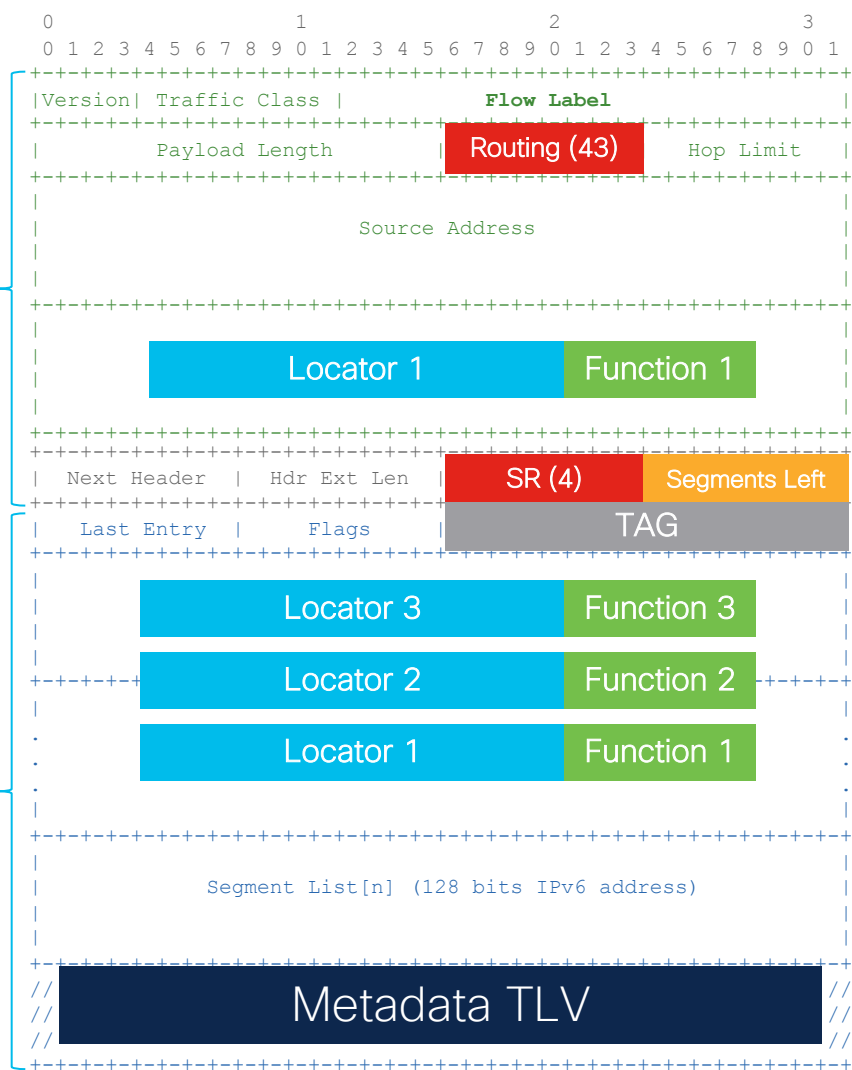 0 1 2 3
0 1 2 3 4 5 6 7 8 9 0 1 2 3 4 5 6 7 8 9 0 1 2 3 4 5 6 7 8 9 0 1
+-+-+-+-+-+-+-+-+-+-+-+-+-+-+-+-+-+-+-+-+-+-+-+-+-+-+-+-+-+-+-+-+
|Version| Traffic Class | Flow Label |
+-+-+-+-+-+-+-+-+-+-+-+-+-+-+-+-+-+-+-+-+-+-+-+-+-+-+-+-+-+-+-+-+
| Payload Length | Routing (43) Hop Limit |
+-+-+-+-+-+-+-+-+-+-+-+-+-+-+-+-+-+-+-+-+-+-+-+-+-+-+-+-+-+-+-+-+
| |
| Source Address |
| |
| |
+-+-+-+-+-+-+-+-+-+-+-+-+-+-+-+-+-+-+-+-+-+-+-+-+-+-+-+-+-+-+-+-+
| |
| Locator 1 Function 1 |
| |
| |
+-+-+-+-+-+-+-+-+-+-+-+-+-+-+-+-+-+-+-+-+-+-+-+-+-+-+-+-+-+-+-+-+
+-+-+-+-+-+-+-+-+-+-+-+-+-+-+-+-+-+-+-+-+-+-+-+-+-+-+-+-+-+-+-+-+
| Next Header | Hdr Ext Len | SR (4) Segments Left
+-+-+-+-+-+-+-+-+-+-+-+-+-+-+-+-+-+-+-+-+-+-+-+-+-+-+-+-+-+-+-+-+
| Last Entry | Flags | TAG
+-+-+-+-+-+-+-+-+-+-+-+-+-+-+-+-+-+-+-+-+-+-+-+-+-+-+-+-+-+-+-+-+
| |
| Locator 3 Function 3 |
| |
| |
+-+-+-+-+ Locator 2 Function 2 -+-+-+-+
| |
. Locator 1 Function 1 .
. .
. .
| |
+-+-+-+-+-+-+-+-+-+-+-+-+-+-+-+-+-+-+-+-+-+-+-+-+-+-+-+-+-+-+-+-+
| |
| Segment List[n] (128 bits IPv6 address) |
| |
| |
+-+-+-+-+-+-+-+-+-+-+-+-+-+-+-+-+-+-+-+-+-+-+-+-+-+-+-+-+-+-+-+-+
// //
// Metadata TLV //
// //
+-+-+-+-+-+-+-+-+-+-+-+-+-+-+-+-+-+-+-+-+-+-+-+-+-+-+-+-+-+-+-+-+